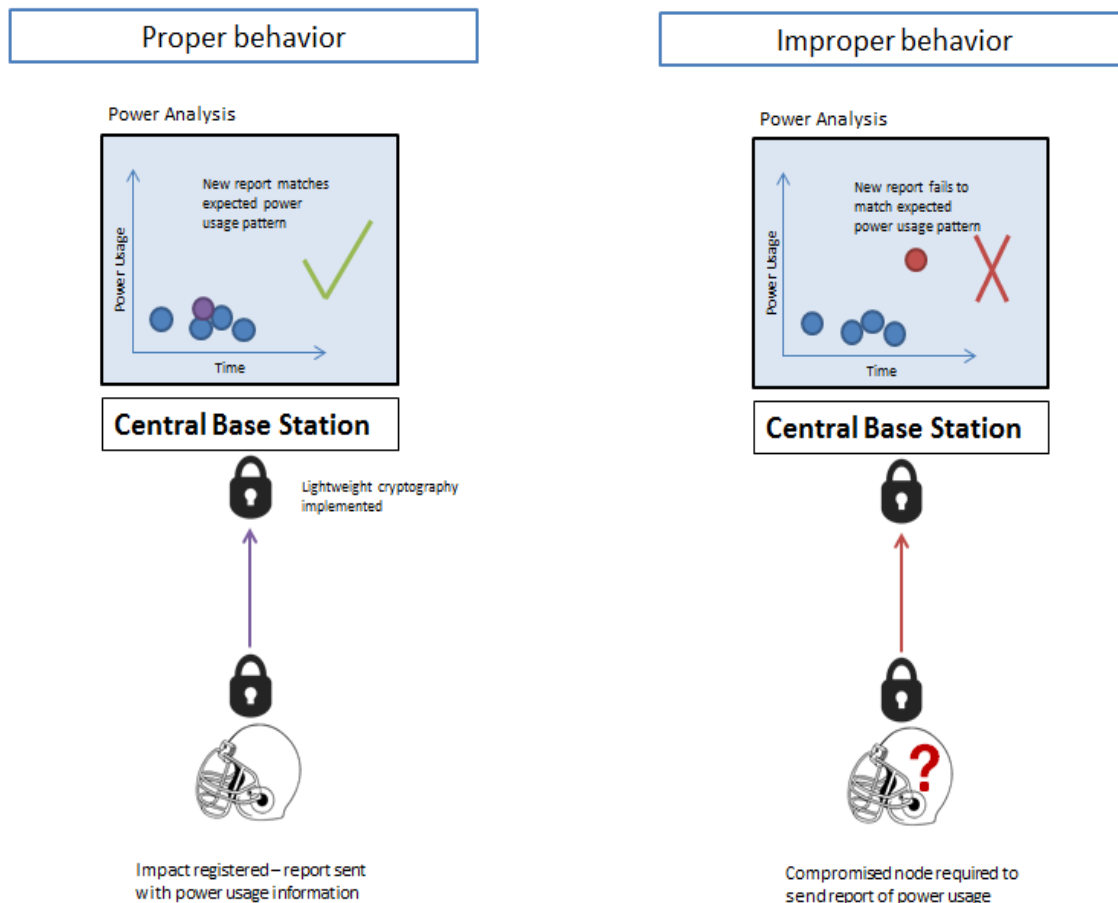 Proper behavior
Power Analysis
New report matches
expected power
usage pattern
Power Usage
Time
Central Base Station
Lightweight cryptography
implemented
Impact registered – report sent
with power usage information
Improper behavior
Power Analysis
New report fails to
match expected
power usage pattern
Power Usage
Time
Central Base Station
?
Compromised node required to
send report of power usage